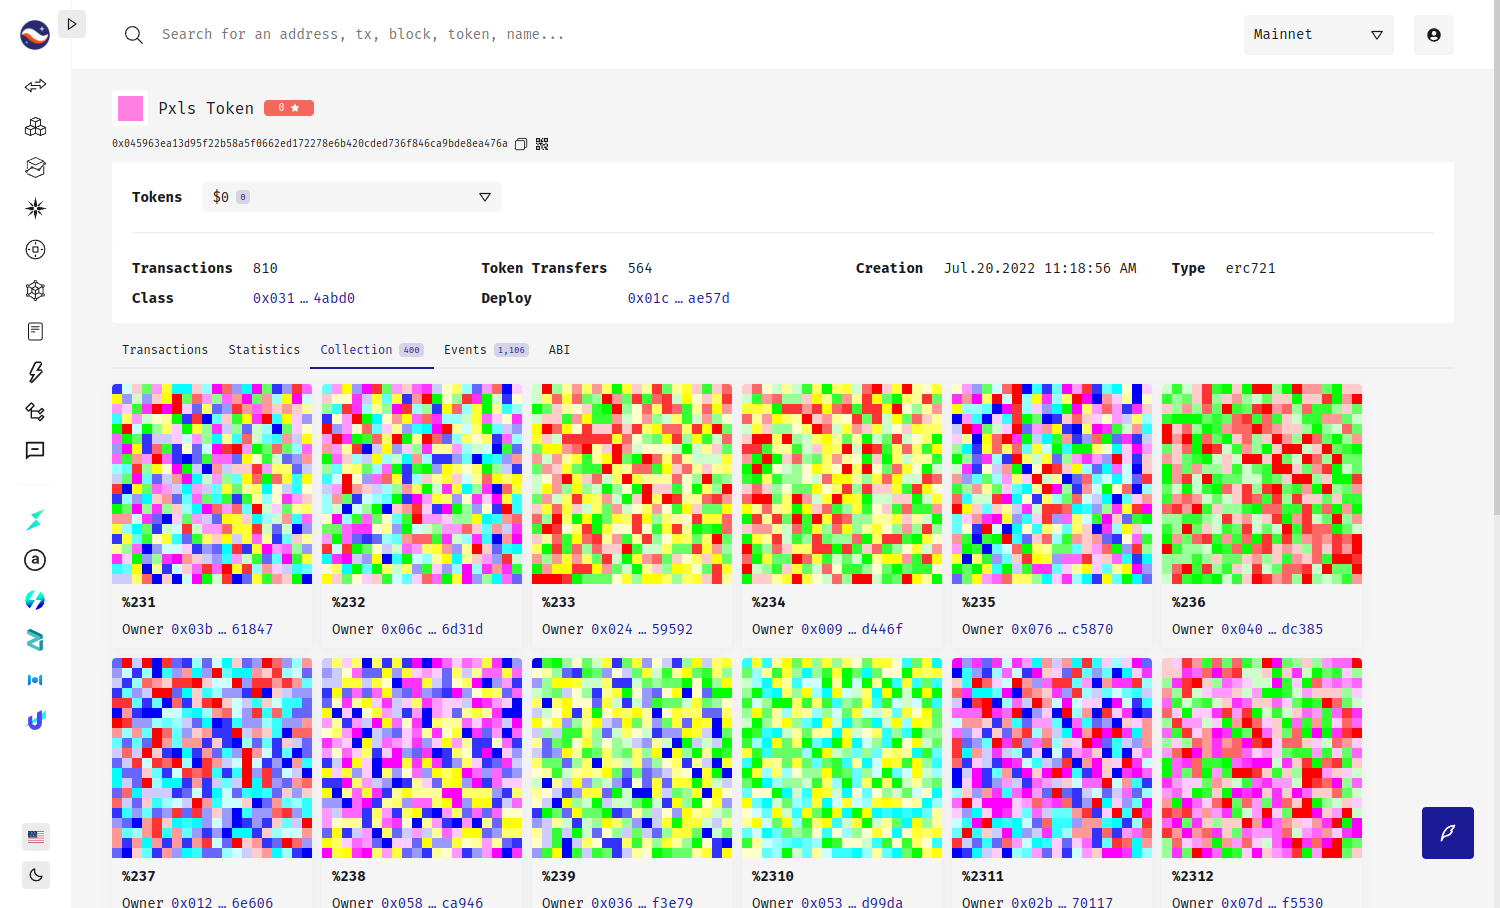 Search for an address, tx, block, token, name...
Mainnet
Pxls Token
0
0x045963ea13d95f22b58a5f0662ed172278e6b420cded736f846ca9bde8ea476a
Tokens $0 0
Transactions 810 Token Transfers 564 Creation Jul.20.2022 11:18:56 AM Type erc721
Class 0x031 … 4abd0 Deploy 0x01c … ae57d
Transactions Statistics Collection 400 Events 1,106 ABI
%231 %232 %233 %234 %235 %236
Owner 0x03b … 61847 Owner 0x06c … 6d31d Owner 0x024 … 59592 Owner 0x009 … d446f Owner 0x076 … c5870 Owner 0x040 … dc385
a
%237 %238 %239 %2310 %2311 %2312
Owner 0x012 … 6e606 Owner 0x058 … ca946 Owner 0x036 … f3e79 Owner 0x053 … d99da Owner 0x02b … 70117 Owner 0x07d … f5530